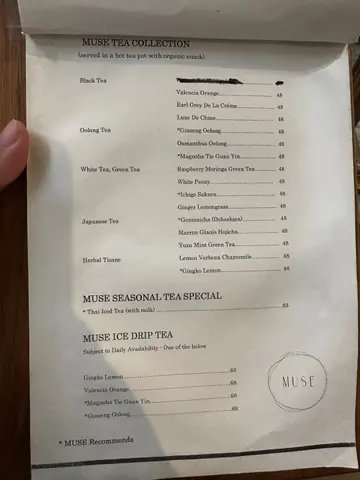 MUSE TEA COLLECTION
(served in a hot tea pot with organic snack)
Black Tea
Valencia Orange 48
Earl Grey De La Créme 48
Luxe De Chine 48
Oolong Tea *Ginseng Oolong 48
Osmanthus Oolong 48
*Magnolia Tie Guan Yin 48
White Tea, Green Tea Raspberry Moringa Green Tea 48
White Peony 48
*Ichigo Sakura 48
Ginger Lemongrass 48
Japanese Tea *Genmaicha (Dobashien) 48
Marron Glacés Hojicha 48
Yuzu Mint Green Tea 48
Herbal Tisane Lemon Verbena Chamomile 48
*Gingko Lemon 48
MUSE SEASONAL TEA SPECIAL
* Thai Iced Tea (with milk) 68
MUSE ICE DRIP TEA
Subject to Daily Availability - One of the below
Gingko Lemon 68
Valencia Orange 68
*Magnolia Tie Guan Yin 68
*Ginseng Oolong 68
MUSE
* MUSE Recommends